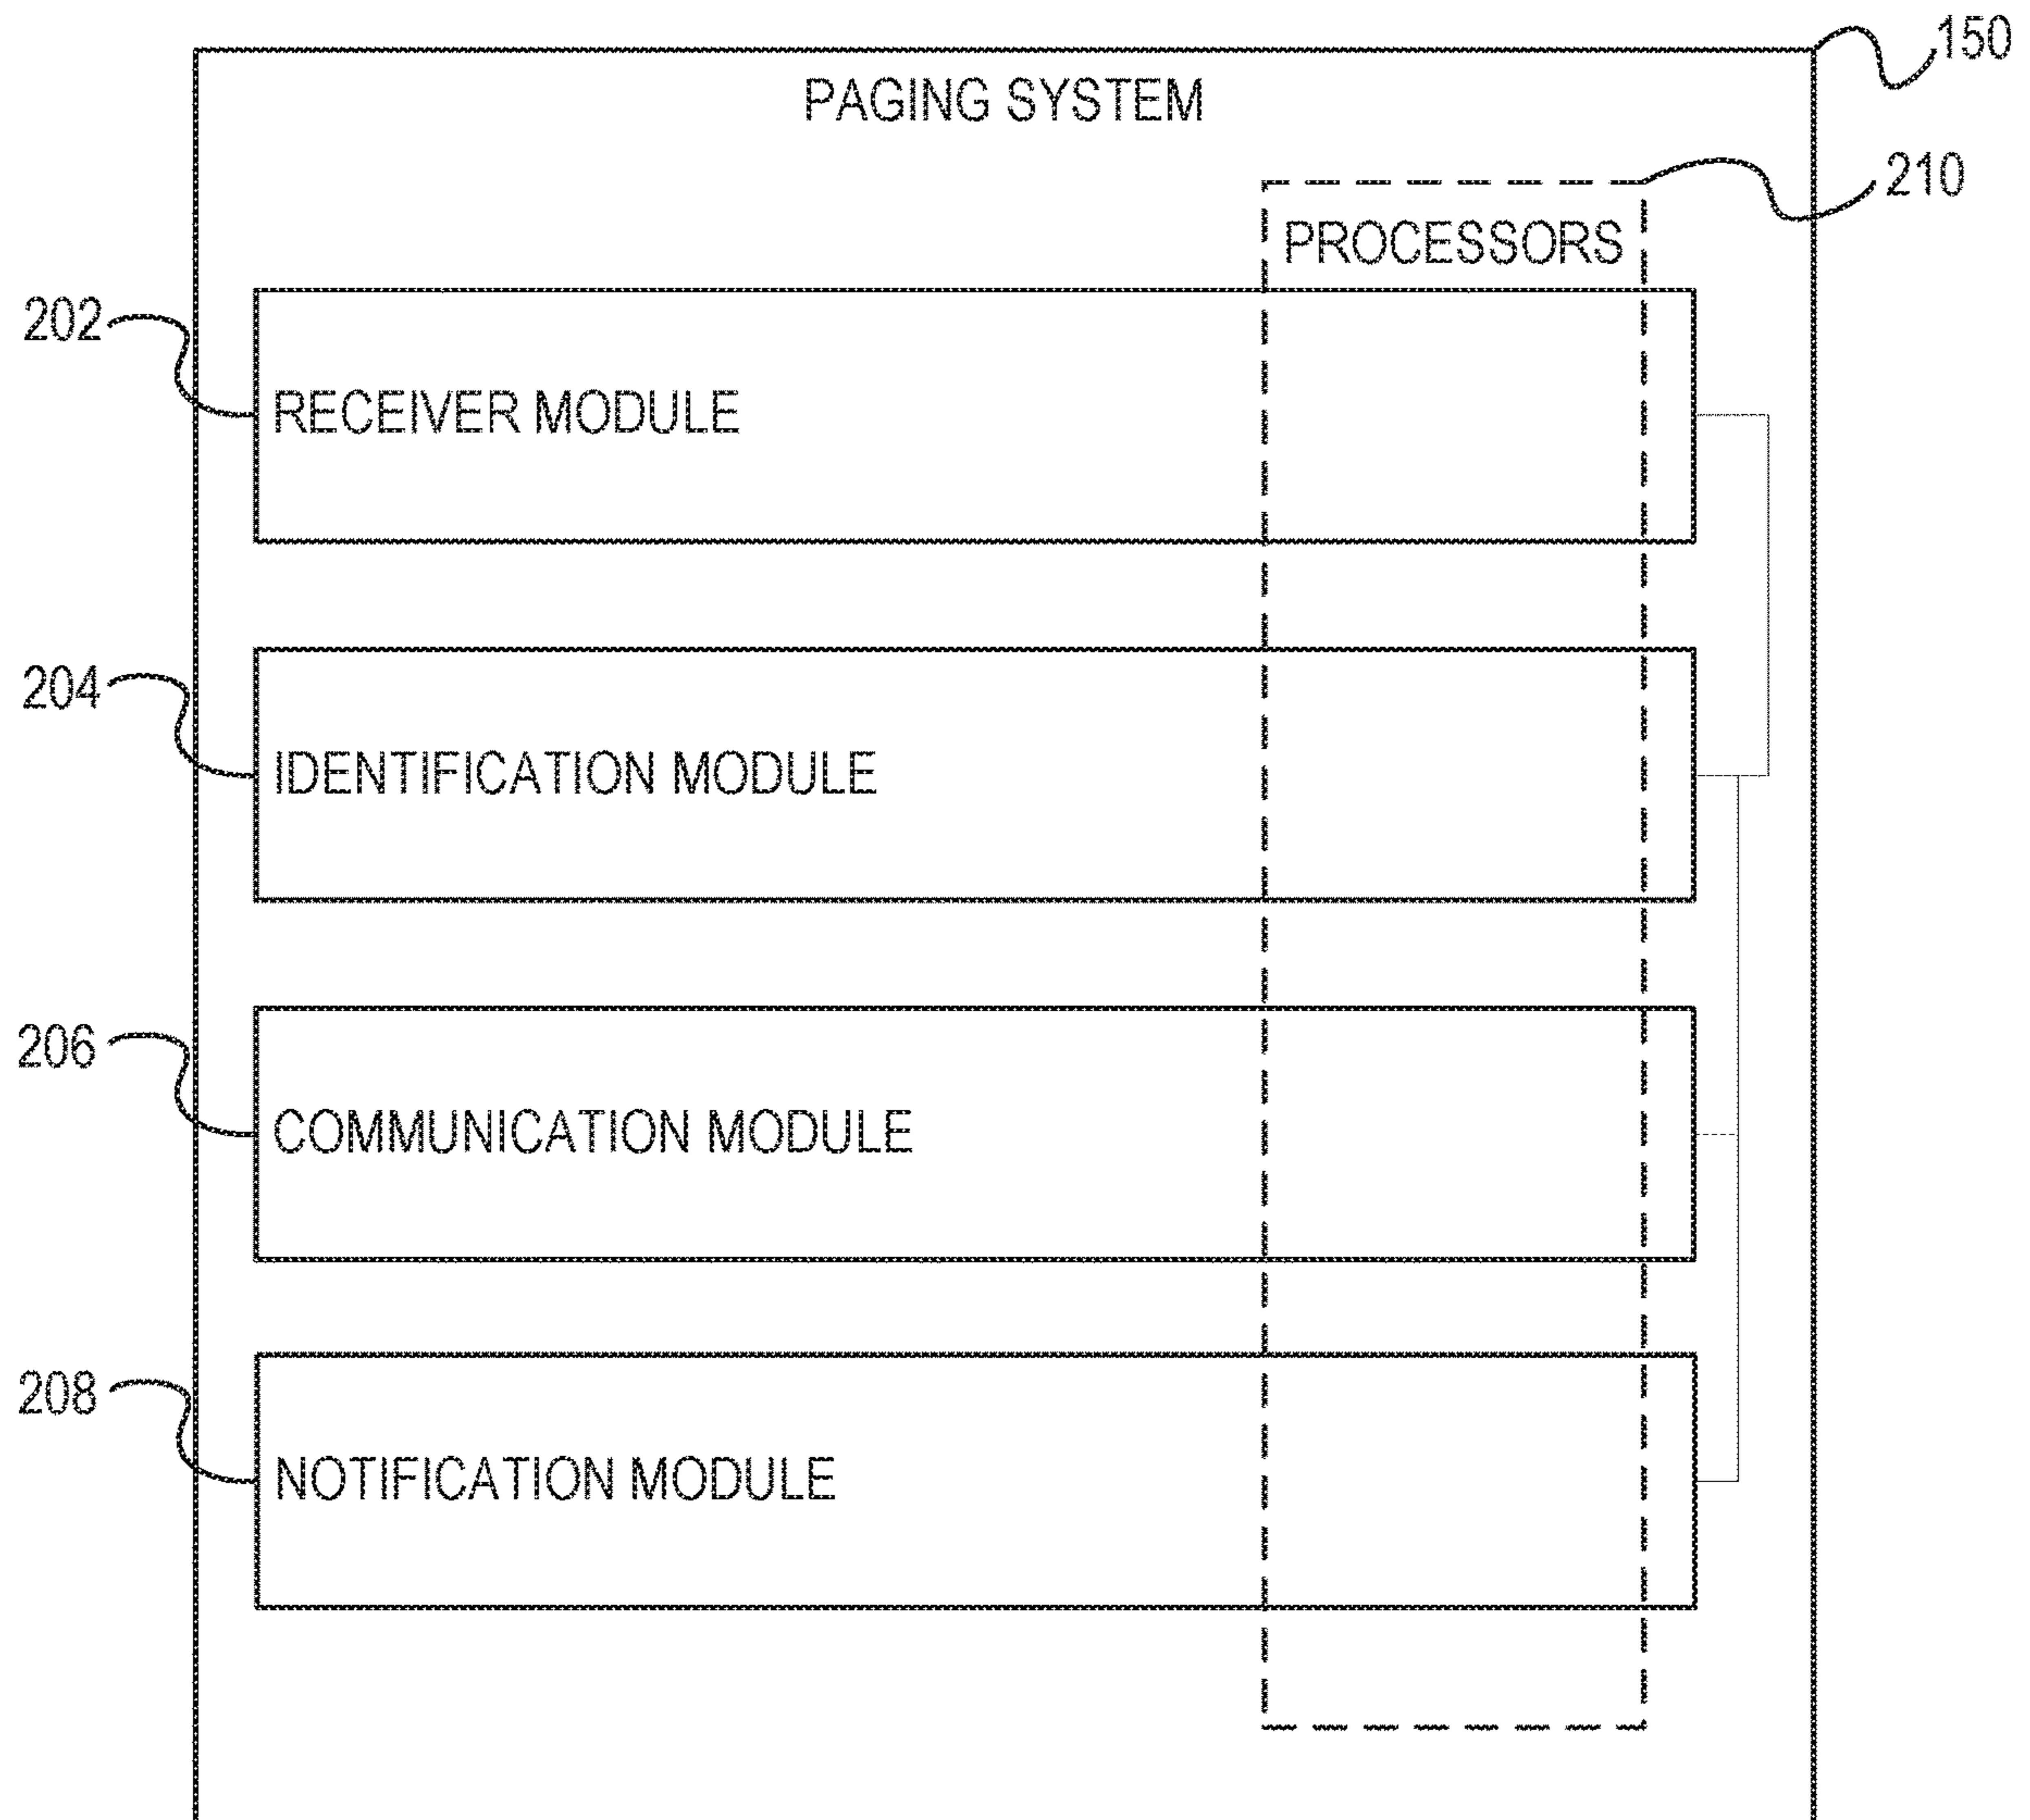 150
PAGING SYSTEM
210
PROCESSORS
202
RECEIVER MODULE
204
IDENTIFICATION MODULE
206
COMMUNICATION MODULE
208
NOTIFICATION MODULE